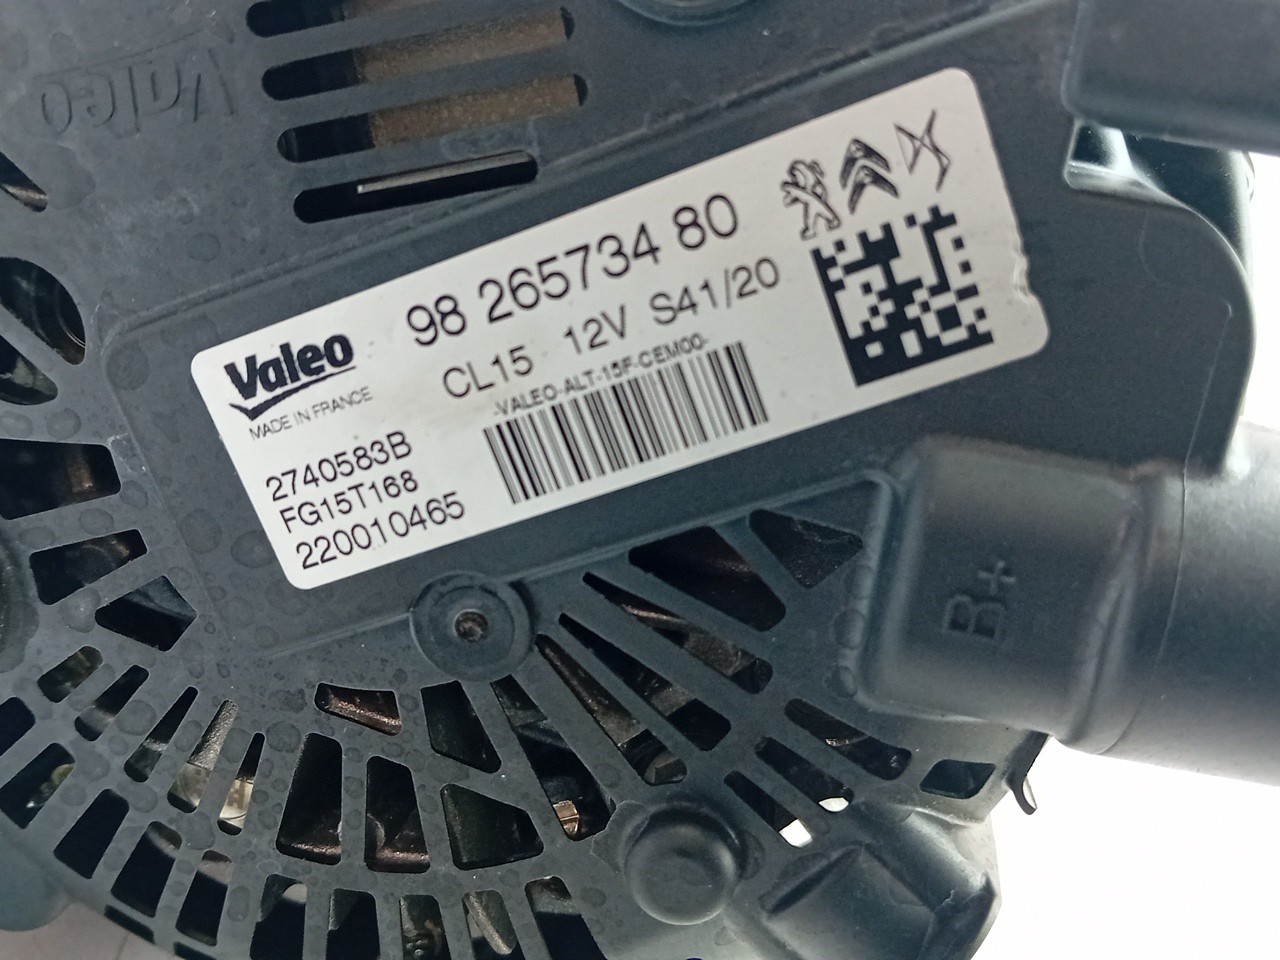 Valeo
98 265734 80
CL15 12V S41/20
-VALEO-ALT-15F-CEM00-
Valeo
MADE IN FRANCE
2740583B
FG15T168
220010465
B+